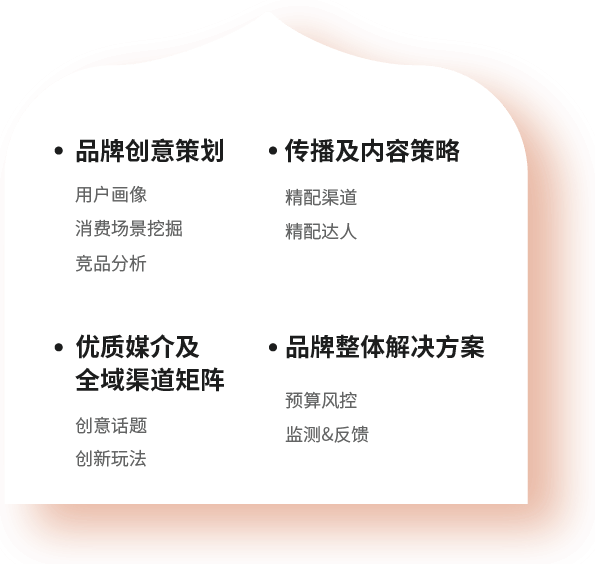 • 品牌创意策划
用户画像
消费场景挖掘
竞品分析
• 传播及内容策略
精配渠道
精配达人
• 优质媒介及
全域渠道矩阵
创意话题
创新玩法
• 品牌整体解决方案
预算风控
监测&反馈